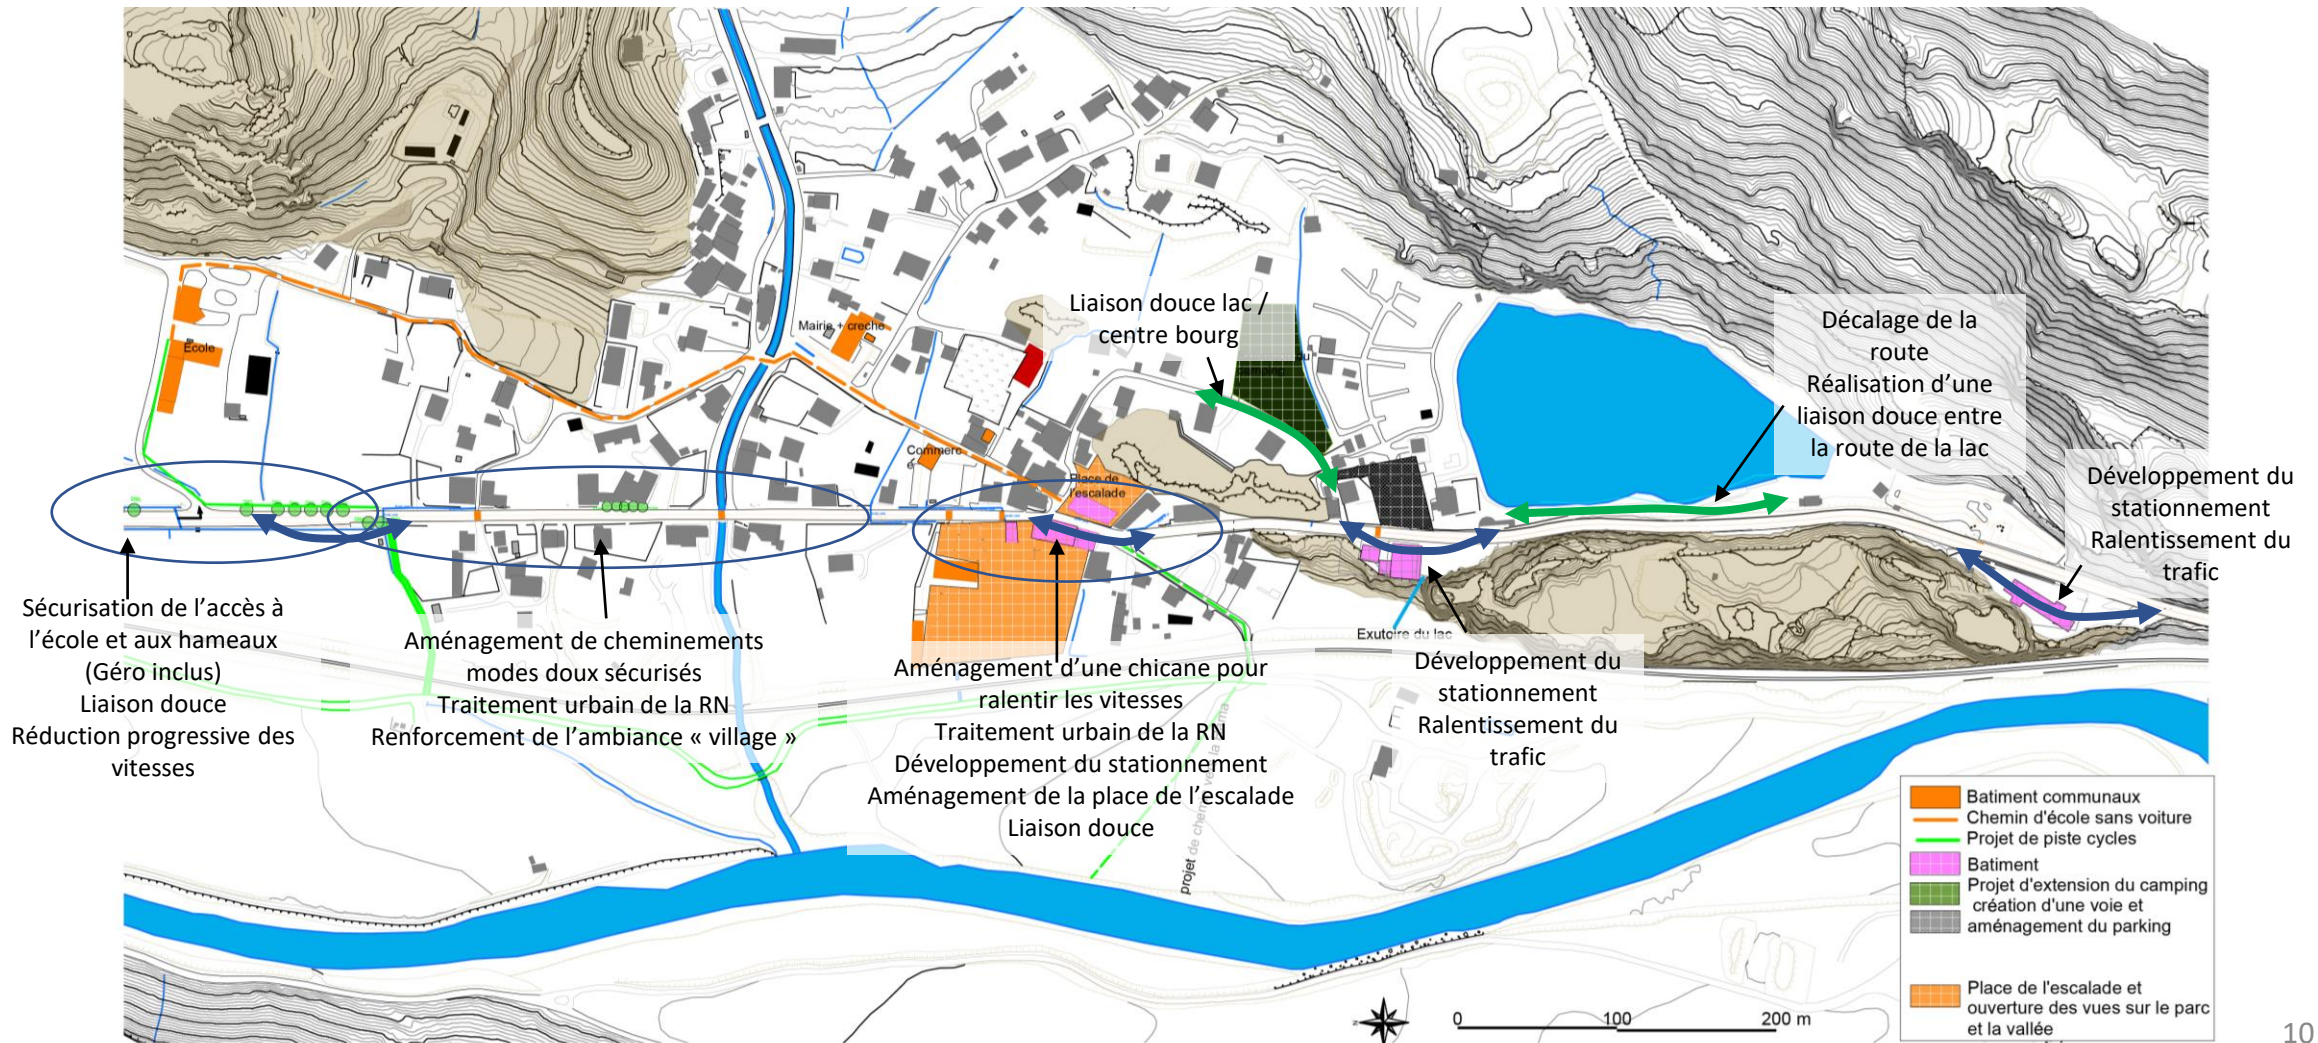 Mairie + creche
Ecole
Liaison douce lac /
centre bourg
Décalage de la
route
Réalisation d’une
liaison douce entre
la route de la lac
Commerc
e
Place de
l'escalade
Développement du
stationnement
Ralentissement du
trafic
Sécurisation de l’accès à
l’école et aux hameaux
(Géro inclus)
Liaison douce
Réduction progressive des
vitesses
Aménagement de cheminements
modes doux sécurisés
Traitement urbain de la RN
Renforcement de l’ambiance « village »
Aménagement d’une chicane pour
ralentir les vitesses
Traitement urbain de la RN
Développement du stationnement
Aménagement de la place de l’escalade
Liaison douce
Exutoire du lac
Développement du
stationnement
Ralentissement du
trafic
projet de chemin vers la
Batiment communaux
Chemin d'école sans voiture
Projet de piste cycles
Batiment
Projet d'extension du camping
création d'une voie et
aménagement du parking
Place de l'escalade et
ouverture des vues sur le parc
et la vallée
0 100 200 m
10